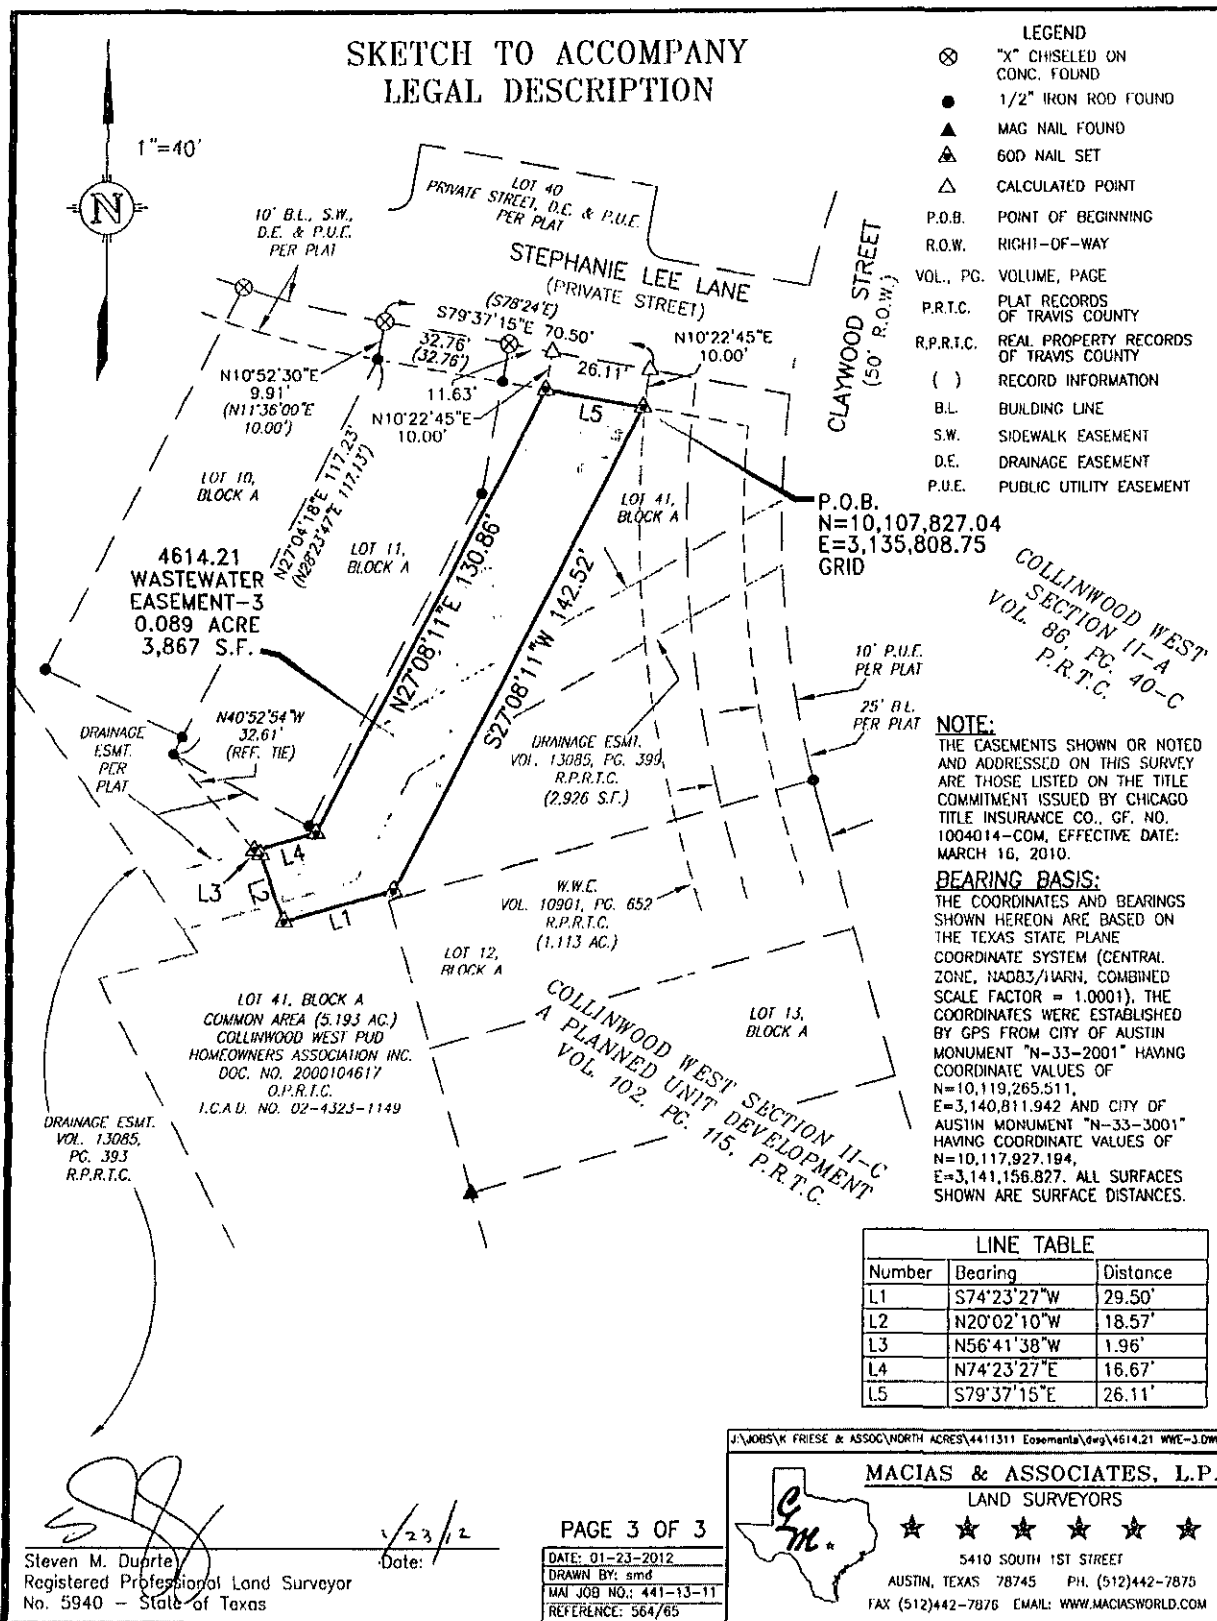 SKETCH TO ACCOMPANY
LEGAL DESCRIPTION
1"=40'
N
LEGEND
"X" CHISELED ON
CONC. FOUND
1/2" IRON ROD FOUND
MAG NAIL FOUND
60D NAIL SET
CALCULATED POINT
P.O.B. POINT OF BEGINNING
R.O.W. RIGHT-OF-WAY
VOL., PG. VOLUME, PAGE
P.R.T.C. PLAT RECORDS
OF TRAVIS COUNTY
R.P.R.T.C. REAL PROPERTY RECORDS
OF TRAVIS COUNTY
( ) RECORD INFORMATION
B.L. BUILDING LINE
S.W. SIDEWALK EASEMENT
D.E. DRAINAGE EASEMENT
P.U.E. PUBLIC UTILITY EASEMENT
LOT 40
PRIVATE STREET, D.E. & P.U.E.
PER PLAT
10' B.L., S.W.,
D.E. & P.U.E.
PER PLAT
STEPHANIE LEE LANE
(PRIVATE STREET)
CLAYWOOD STREET
(50' R.O.W.)
(S78°24'E)
S79°37'15"E 70.50'
32.76'
(32.76')
11.63'
26.11'
N10°22'45"E
10.00'
N10°22'45"E
10.00'
N10°52'30"E
9.91'
(N11°36'00"E
10.00')
L5
LOT 10,
BLOCK A
N27°04'18"E 117.23'
(N28°23'47"E 117.13')
LOT 11,
BLOCK A
LOT 41,
BLOCK A
P.O.B.
N=10,107,827.04
E=3,135,808.75
GRID
4614.21
WASTEWATER
EASEMENT-3
0.089 ACRE
3,867 S.F.
N27°08'11"E 130.86'
S27°08'11"W 142.52'
COLLINWOOD WEST
SECTION II-A
VOL. 86, PG. 40-C
P.R.T.C.
10' P.U.E.
PER PLAT
25' B.L.
PER PLAT
N40°52'54"W
32.61'
(REF. TIE)
DRAINAGE
ESMT.
PER
PLAT
DRAINAGE ESMT.
VOL. 13085, PG. 399,
R.P.R.T.C.
(2,926 S.F.)
L4
L3
L2
L1
W.W.E.
VOL. 10901, PG. 652
R.P.R.T.C.
(1.113 AC.)
LOT 12,
BLOCK A
LOT 13,
BLOCK A
LOT 41, BLOCK A
COMMON AREA (5.193 AC.)
COLLINWOOD WEST PUD
HOMEOWNERS ASSOCIATION INC.
DOC. NO. 2000104617
O.P.R.T.C.
T.C.A.D. NO. 02-4323-1149
COLLINWOOD WEST SECTION II-C
A PLANNED UNIT DEVELOPMENT
VOL. 102, PG. 115, P.R.T.C.
DRAINAGE ESMT.
VOL. 13085,
PG. 393
R.P.R.T.C.
NOTE:
THE EASEMENTS SHOWN OR NOTED
AND ADDRESSED ON THIS SURVEY
ARE THOSE LISTED ON THE TITLE
COMMITMENT ISSUED BY CHICAGO
TITLE INSURANCE CO., GF. NO.
1004014-COM, EFFECTIVE DATE:
MARCH 16, 2010.
BEARING BASIS:
THE COORDINATES AND BEARINGS
SHOWN HEREON ARE BASED ON
THE TEXAS STATE PLANE
COORDINATE SYSTEM (CENTRAL
ZONE, NAD83/HARN, COMBINED
SCALE FACTOR = 1.0001), THE
COORDINATES WERE ESTABLISHED
BY GPS FROM CITY OF AUSTIN
MONUMENT "N-33-2001" HAVING
COORDINATE VALUES OF
N=10,119,265.511,
E=3,140,811.942 AND CITY OF
AUSTIN MONUMENT "N-33-3001"
HAVING COORDINATE VALUES OF
N=10,117,927.194,
E=3,141,156.827. ALL SURFACES
SHOWN ARE SURFACE DISTANCES.
LINE TABLE
Number Bearing Distance
L1 S74°23'27"W 29.50'
L2 N20°02'10"W 18.57'
L3 N56°41'38"W 1.96'
L4 N74°23'27"E 16.67'
L5 S79°37'15"E 26.11'
J:\JOBS\K FRIESE & ASSOC\NORTH ACRES\4411311 Easements\dwg\4614.21 WWE-3.DW
MACIAS & ASSOCIATES, L.P.
LAND SURVEYORS
5410 SOUTH 1ST STREET
AUSTIN, TEXAS 78745 PH. (512)442-7875
FAX (512)442-7876 EMAIL: WWW.MACIASWORLD.COM
G M.
PAGE 3 OF 3
DATE: 01-23-2012
DRAWN BY: smd
MAI JOB NO.: 441-13-11
REFERENCE: 564/65
1/23/12
Steven M. Duarte Date:
Registered Professional Land Surveyor
No. 5940 - State of Texas